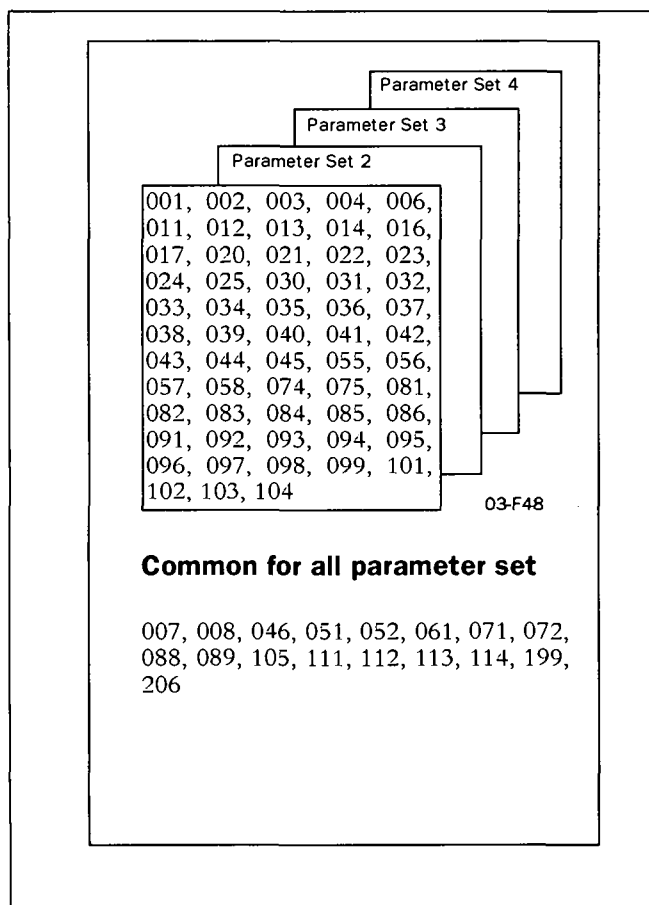 Parameter Set 4
Parameter Set 3
Parameter Set 2
001, 002, 003, 004, 006,
011, 012, 013, 014, 016,
017, 020, 021, 022, 023,
024, 025, 030, 031, 032,
033, 034, 035, 036, 037,
038, 039, 040, 041, 042,
043, 044, 045, 055, 056,
057, 058, 074, 075, 081,
082, 083, 084, 085, 086,
091, 092, 093, 094, 095,
096, 097, 098, 099, 101,
102, 103, 104
03-F48
Common for all parameter set
007, 008, 046, 051, 052, 061, 071, 072,
088, 089, 105, 111, 112, 113, 114, 199,
206